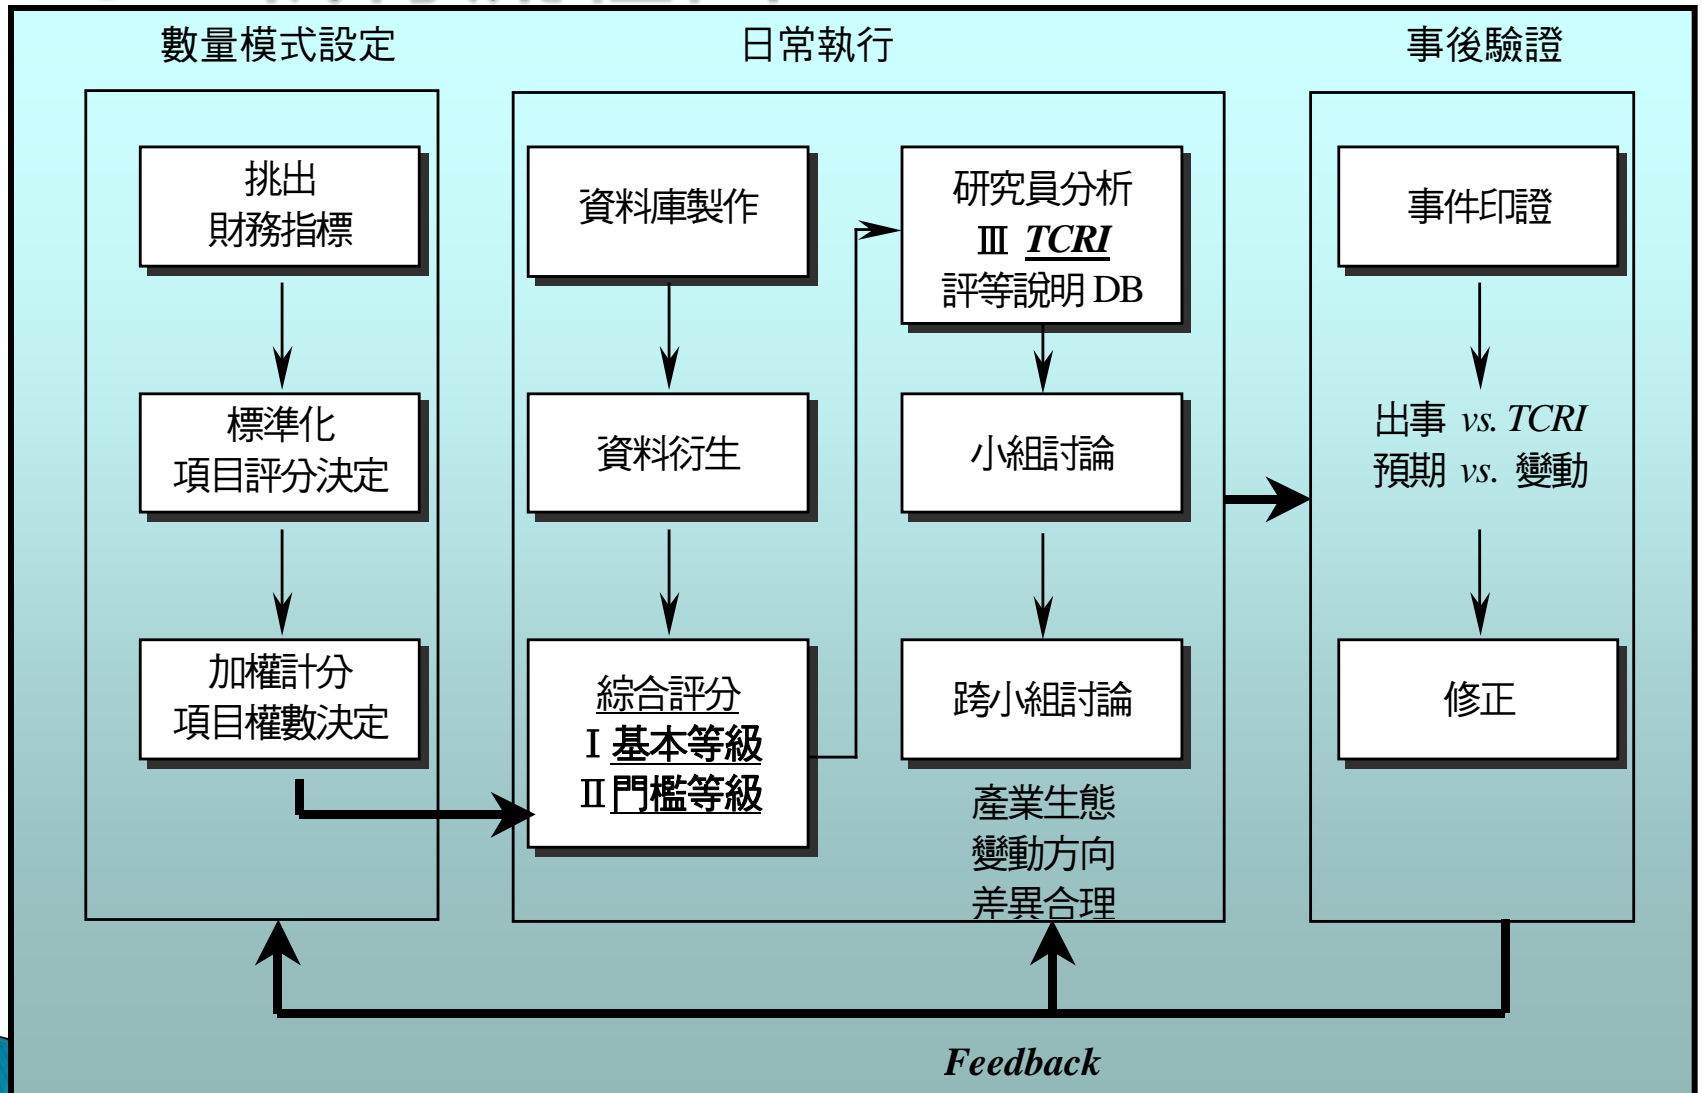 數量模式設定
挑出
財務指標
標準化
項目評分決定
加權計分
項目權數決定
日常執行
資料庫製作
資料衍生
綜合評分
Ⅰ 基本等級
Ⅱ 門檻等級
研究員分析
Ⅲ TCRI
評等說明 DB
小組討論
跨小組討論
產業生態
變動方向
差異合理
事後驗證
事件印證
出事 vs. TCRI
預期 vs. 變動
修正
Feedback